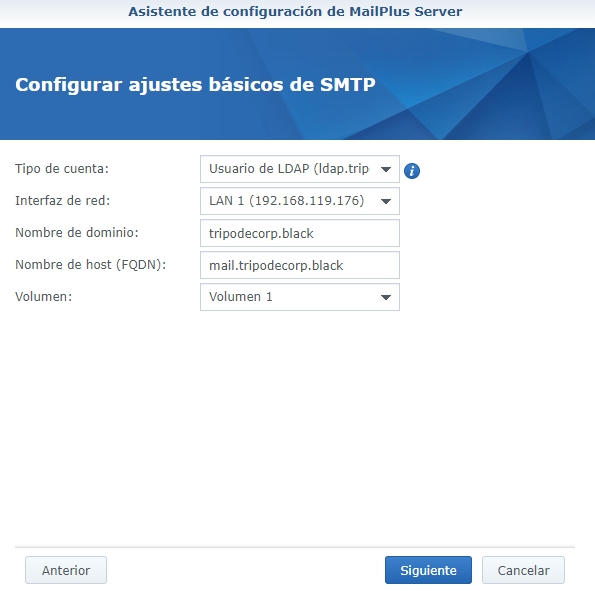 Asistente de configuración de MailPlus Server
Configurar ajustes básicos de SMTP
Tipo de cuenta: Usuario de LDAP (ldap.trip
Interfaz de red: LAN 1 (192.168.119.176)
Nombre de dominio: tripodecorp.black
Nombre de host (FQDN): mail.tripodecorp.black
Volumen: Volumen 1
Anterior Siguiente Cancelar